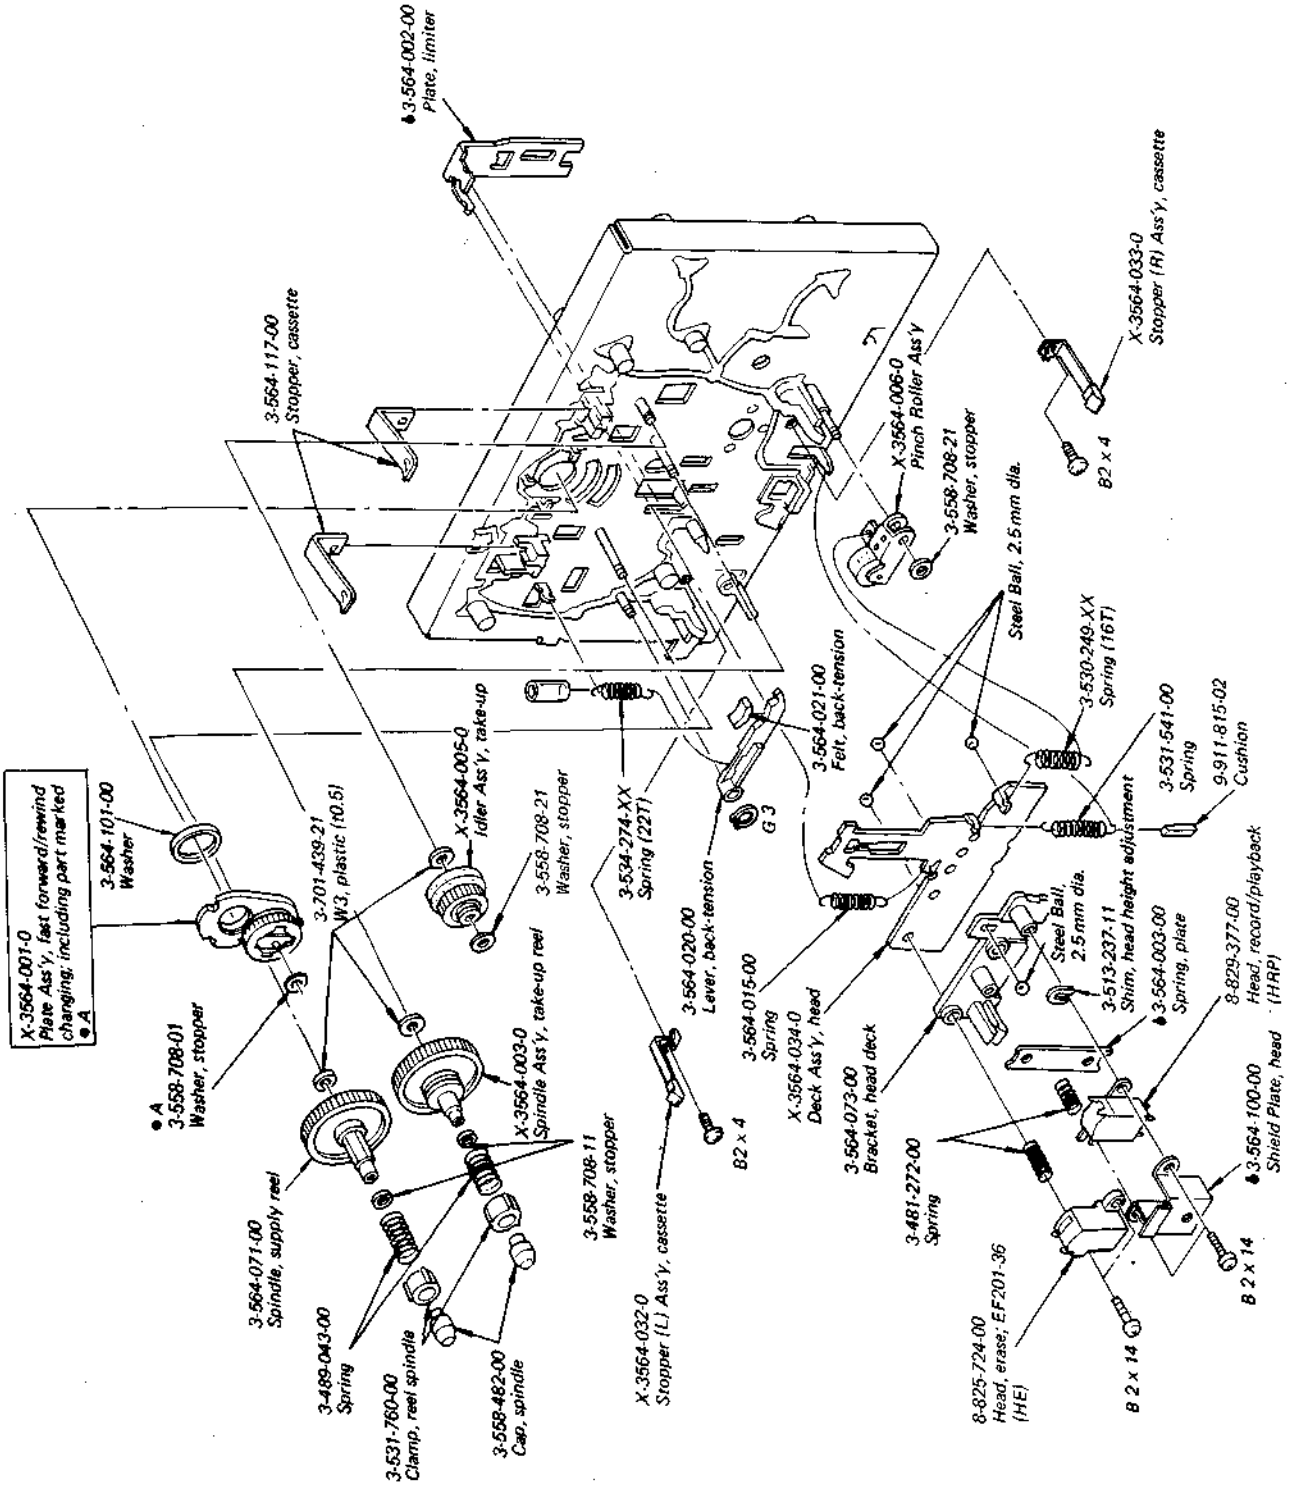 X-3564-001-0
Plate Ass'y, fast forward/rewind
changing; including part marked
● A
3-564-101-00
Washer
● A
3-558-708-01
Washer, stopper
3-701-439-21
W3, plastic (t0.5)
3-564-117-00
Stopper, cassette
3-564-002-00
Plate, limiter
X-3564-005-0
Idler Ass'y, take-up
3-558-708-21
Washer, stopper
3-564-071-00
Spindle, supply reel
X-3564-003-0
Spindle Ass'y, take-up reel
3-489-043-00
Spring
3-531-760-00
Clamp, reel spindle
3-558-482-00
Cap, spindle
3-558-708-11
Washer, stopper
X-3564-032-0
Stopper (L) Ass'y, cassette
B2 x 4
3-534-274-XX
Spring (22T)
3-564-020-00
Lever, back-tension
G 3
3-564-021-00
Felt, back-tension
X-3564-006-0
Pinch Roller Ass'y
3-558-708-21
Washer, stopper
B2 x 4
X-3564-033-0
Stopper (R) Ass'y, cassette
Steel Ball, 2.5 mm dia.
3-564-015-00
Spring
X-3564-034-0
Deck Ass'y, head
3-564-073-00
Bracket, head deck
3-530-249-XX
Spring (16T)
3-531-541-00
Spring
9-911-815-02
Cushion
Steel Ball,
2.5 mm dia.
3-513-237-11
Shim, head height adjustment
3-564-003-00
Spring, plate
8-829-377-00
Head, record/playback
(HRP)
3-481-272-00
Spring
3-564-100-00
Shield Plate, head
8-825-724-00
Head, erase; EF201-36
(HE)
B 2 x 14
B 2 x 14